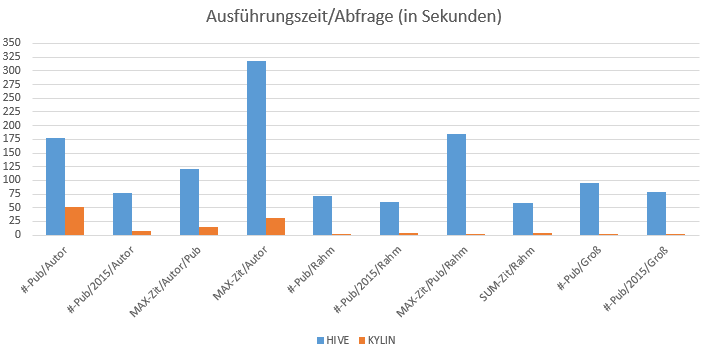 Ausführungszeit/Abfrage (in Sekunden)
350
325
300
275
250
225
200
175
150
125
100
75
50
25
0
#-Pub/Autor
#-Pub/2015/Autor
MAX-Zit/Autor/Pub
MAX-Zit/Autor
#-Pub/Rahm
#-Pub/2015/Rahm
MAX-Zit/Pub/Rahm
SUM-Zit/Rahm
#-Pub/Groß
#-Pub/2015/Groß
HIVE
KYLIN